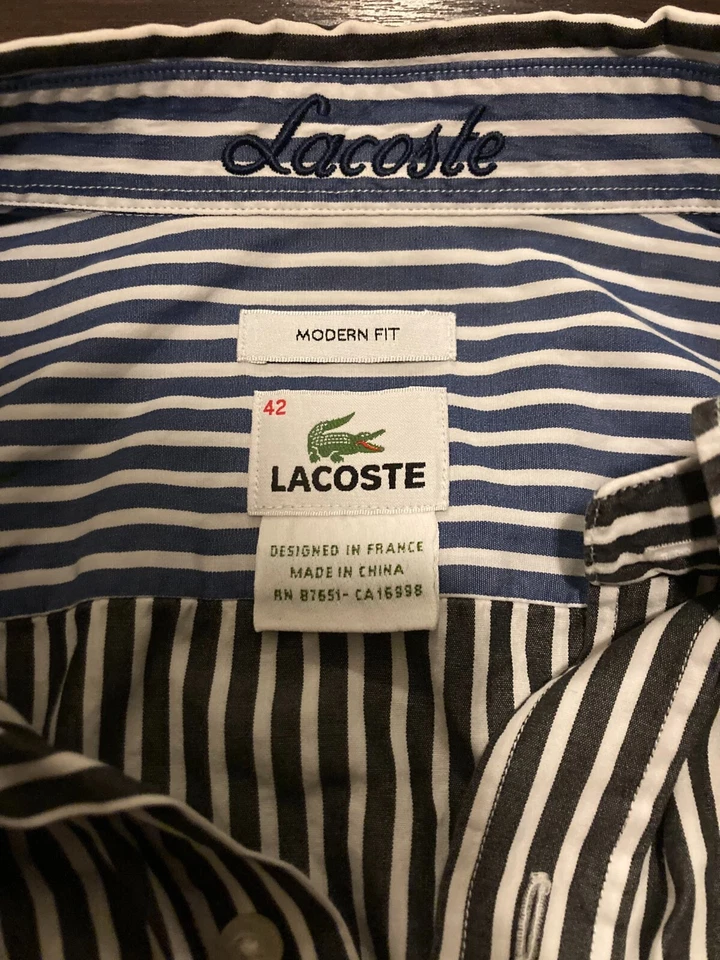 Lacoste
MODERN FIT
42
LACOSTE
DESIGNED IN FRANCE
MADE IN CHINA
RN 87651- CA16998